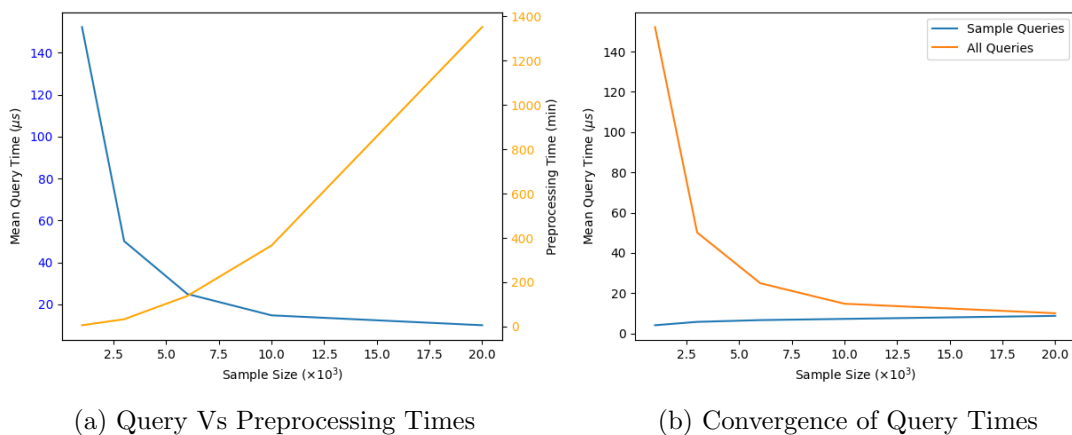 Mean Query Time (μs)
140
120
100
80
60
40
20
1400
1200
1000
800
600
400
200
0
Preprocessing Time (min)
2.5 5.0 7.5 10.0 12.5 15.0 17.5 20.0
Sample Size (×10³)
(a) Query Vs Preprocessing Times
Mean Query Time (μs)
140
120
100
80
60
40
20
0
Sample Queries
All Queries
2.5 5.0 7.5 10.0 12.5 15.0 17.5 20.0
Sample Size (×10³)
(b) Convergence of Query Times